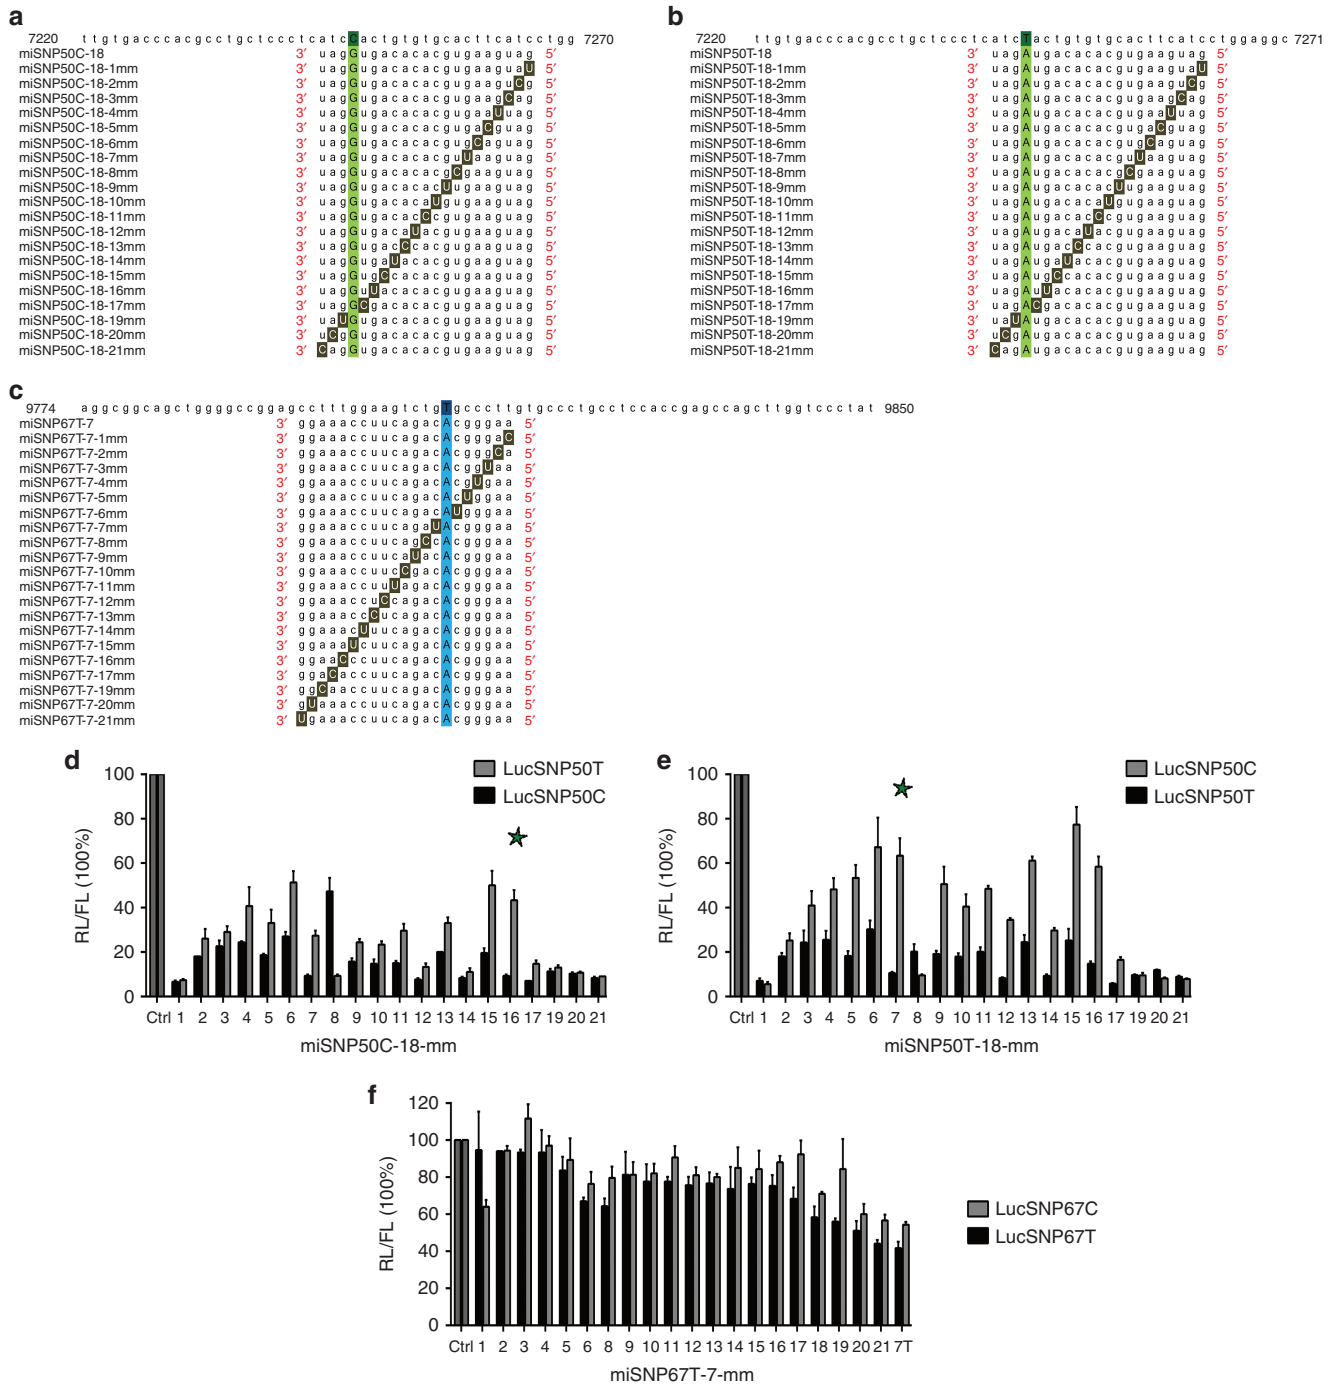 a
7220 ttgtgacccacgcctgctccctcatcCactgtgtgcacttcatcctgg 7270
miSNP50C-18 3′ uagGugacacacgugaaguag 5′
miSNP50C-18-1mm 3′ uagGugacacacgugaaguaU 5′
miSNP50C-18-2mm 3′ uagGugacacacgugaaguCg 5′
miSNP50C-18-3mm 3′ uagGugacacacgugaagCag 5′
miSNP50C-18-4mm 3′ uagGugacacacgugaaUuag 5′
miSNP50C-18-5mm 3′ uagGugacacacgugaCguag 5′
miSNP50C-18-6mm 3′ uagGugacacacgugCaguag 5′
miSNP50C-18-7mm 3′ uagGugacacacguUaaguag 5′
miSNP50C-18-8mm 3′ uagGugacacacgCgaaguag 5′
miSNP50C-18-9mm 3′ uagGugacacacUugaaguag 5′
miSNP50C-18-10mm 3′ uagGugacacaUgugaaguag 5′
miSNP50C-18-11mm 3′ uagGugacacCcgugaaguag 5′
miSNP50C-18-12mm 3′ uagGugacaUacgugaaguag 5′
miSNP50C-18-13mm 3′ uagGugacCcacgugaaguag 5′
miSNP50C-18-14mm 3′ uagGugaUacacgugaaguag 5′
miSNP50C-18-15mm 3′ uagGugCcacacgugaaguag 5′
miSNP50C-18-16mm 3′ uagGuUacacacgugaaguag 5′
miSNP50C-18-17mm 3′ uagGCgacacacgugaaguag 5′
miSNP50C-18-19mm 3′ uaUGugacacacgugaaguag 5′
miSNP50C-18-20mm 3′ uCgGugacacacgugaaguag 5′
miSNP50C-18-21mm 3′ CagGugacacacgugaaguag 5′
b
7220 ttgtgacccacgcctgctccctcatcTactgtgtgcacttcatcctggaggc 7271
miSNP50T-18 3′ uagAugacacacgugaaguag 5′
miSNP50T-18-1mm 3′ uagAugacacacgugaaguaU 5′
miSNP50T-18-2mm 3′ uagAugacacacgugaaguCg 5′
miSNP50T-18-3mm 3′ uagAugacacacgugaagCag 5′
miSNP50T-18-4mm 3′ uagAugacacacgugaaUuag 5′
miSNP50T-18-5mm 3′ uagAugacacacgugaCguag 5′
miSNP50T-18-6mm 3′ uagAugacacacgugCaguag 5′
miSNP50T-18-7mm 3′ uagAugacacacguUaaguag 5′
miSNP50T-18-8mm 3′ uagAugacacacgCgaaguag 5′
miSNP50T-18-9mm 3′ uagAugacacacUugaaguag 5′
miSNP50T-18-10mm 3′ uagAugacacaUgugaaguag 5′
miSNP50T-18-11mm 3′ uagAugacacCcgugaaguag 5′
miSNP50T-18-12mm 3′ uagAugacaUacgugaaguag 5′
miSNP50T-18-13mm 3′ uagAugacCcacgugaaguag 5′
miSNP50T-18-14mm 3′ uagAugaUacacgugaaguag 5′
miSNP50T-18-15mm 3′ uagAugCcacacgugaaguag 5′
miSNP50T-18-16mm 3′ uagAuUacacacgugaaguag 5′
miSNP50T-18-17mm 3′ uagACgacacacgugaaguag 5′
miSNP50T-18-19mm 3′ uaUAugacacacgugaaguag 5′
miSNP50T-18-20mm 3′ uCgAugacacacgugaaguag 5′
miSNP50T-18-21mm 3′ CagAugacacacgugaaguag 5′
c
9774 aggcggcagctggggccggagcctttggaagtctgTgcccttgtgccctgcctccaccgagccagcttggtccctat 9850
miSNP67T-7 3′ ggaaaccuucagacAcgggaa 5′
miSNP67T-7-1mm 3′ ggaaaccuucagacAcgggaC 5′
miSNP67T-7-2mm 3′ ggaaaccuucagacAcgggCa 5′
miSNP67T-7-3mm 3′ ggaaaccuucagacAcggUaa 5′
miSNP67T-7-4mm 3′ ggaaaccuucagacAcgUgaa 5′
miSNP67T-7-5mm 3′ ggaaaccuucagacAcUggaa 5′
miSNP67T-7-6mm 3′ ggaaaccuucagacAUgggaa 5′
miSNP67T-7-7mm 3′ ggaaaccuucagaUAcgggaa 5′
miSNP67T-7-8mm 3′ ggaaaccuucagCcAcgggaa 5′
miSNP67T-7-9mm 3′ ggaaaccuucaUacAcgggaa 5′
miSNP67T-7-10mm 3′ ggaaaccuucCgacAcgggaa 5′
miSNP67T-7-11mm 3′ ggaaaccuuUagacAcgggaa 5′
miSNP67T-7-12mm 3′ ggaaaccuCcagacAcgggaa 5′
miSNP67T-7-13mm 3′ ggaaaccCucagacAcgggaa 5′
miSNP67T-7-14mm 3′ ggaaacUuucagacAcgggaa 5′
miSNP67T-7-15mm 3′ ggaaaUcuucagacAcgggaa 5′
miSNP67T-7-16mm 3′ ggaaCccuucagacAcgggaa 5′
miSNP67T-7-17mm 3′ ggaCaccuucagacAcgggaa 5′
miSNP67T-7-19mm 3′ ggCaaccuucagacAcgggaa 5′
miSNP67T-7-20mm 3′ gUaaaccuucagacAcgggaa 5′
miSNP67T-7-21mm 3′ UgaaaccuucagacAcgggaa 5′
d
RL/FL (100%)
100
80
60
40
20
0
LucSNP50T
LucSNP50C
Ctrl 1 2 3 4 5 6 7 8 9 10 11 12 13 14 15 16 17 19 20 21
miSNP50C-18-mm
e
RL/FL (100%)
100
80
60
40
20
0
LucSNP50C
LucSNP50T
Ctrl 1 2 3 4 5 6 7 8 9 10 11 12 13 14 15 16 17 19 20 21
miSNP50T-18-mm
f
RL/FL (100%)
120
100
80
60
40
20
0
LucSNP67C
LucSNP67T
Ctrl 1 2 3 4 5 6 8 9 10 11 12 13 14 15 16 17 18 19 20 21 7T
miSNP67T-7-mm